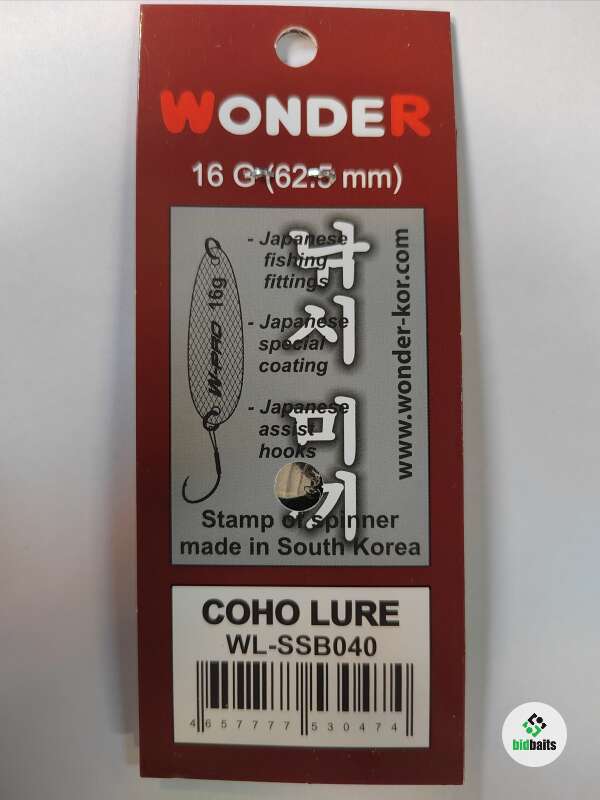 WONDER
16 G (62.5 mm)
- Japanese
fishing
fittings
- Japanese
special
coating
- Japanese
assist
hooks
16g
W-PRO
낚시 미끼
www.wonder-kor.com
Stamp of spinner
made in South Korea
COHO LURE
WL-SSB040
4 657777 530474
bidbaits